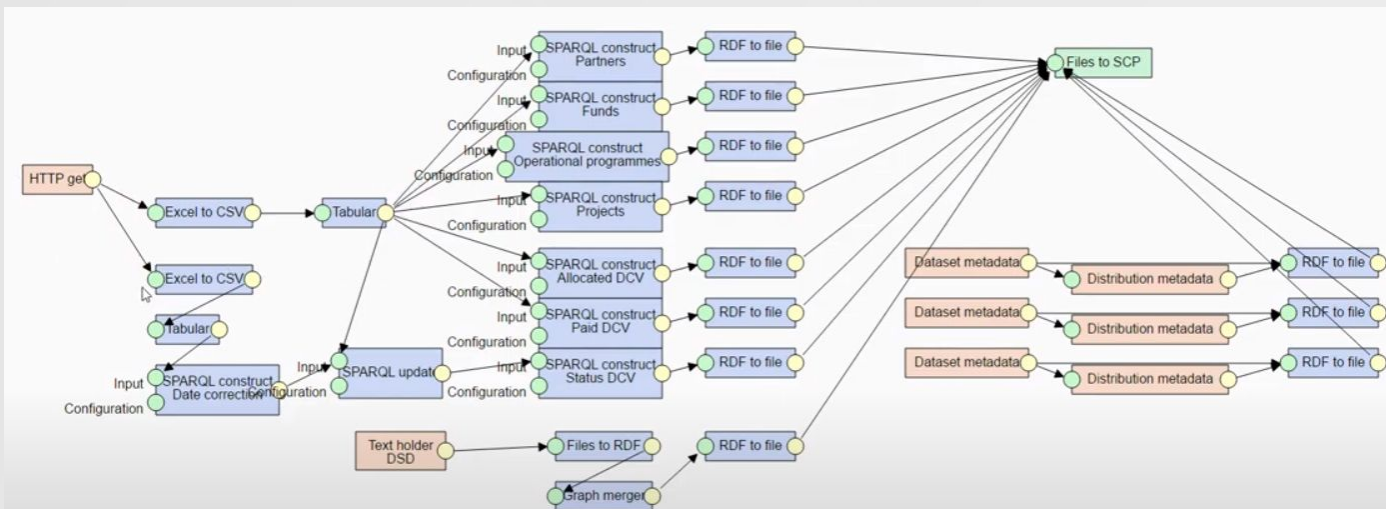 Input
SPARQL construct
Partners
Configuration
RDF to file
Files to SCP
Input
SPARQL construct
Funds
Configuration
RDF to file
Input
SPARQL construct
Operational programmes
Configuration
RDF to file
HTTP get
Excel to CSV
Tabular
Input
SPARQL construct
Projects
Configuration
RDF to file
Excel to CSV
Input
SPARQL construct
Allocated DCV
Configuration
RDF to file
Dataset metadata
Distribution metadata
RDF to file
Tabular
Input
SPARQL construct
Paid DCV
Configuration
RDF to file
Dataset metadata
Distribution metadata
RDF to file
Input
SPARQL construct
Date correction
Configuration
Input
SPARQL update
Configuration
Input
SPARQL construct
Status DCV
Configuration
RDF to file
Dataset metadata
Distribution metadata
RDF to file
Text holder
DSD
Files to RDF
RDF to file
Graph merger